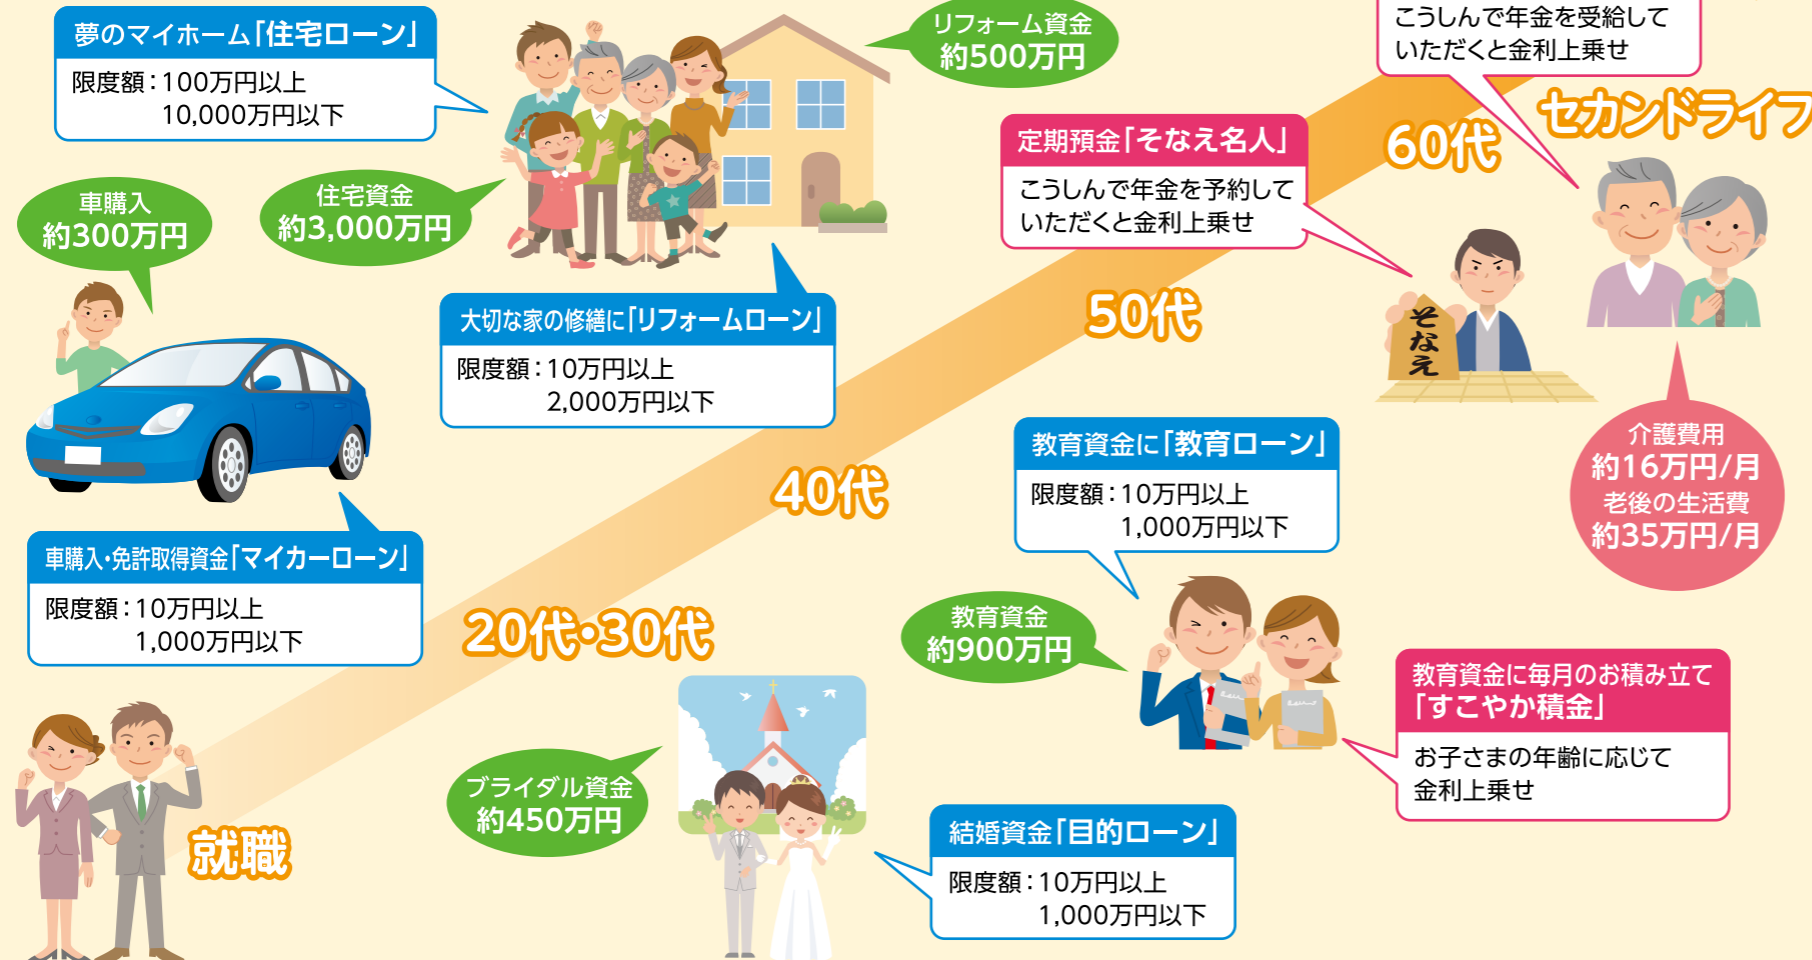 夢のマイホーム「住宅ローン」
限度額：100万円以上
10,000万円以下
リフォーム資金
約500万円
こうしんで年金を受給して
いただくと金利上乗せ
セカンドライフ
60代
定期預金「そなえ名人」
こうしんで年金を予約して
いただくと金利上乗せ
車購入
約300万円
住宅資金
約3,000万円
大切な家の修繕に「リフォームローン」
限度額：10万円以上
2,000万円以下
50代
そなえ
介護費用
約16万円/月
老後の生活費
約35万円/月
40代
教育資金に「教育ローン」
限度額：10万円以上
1,000万円以下
車購入・免許取得資金「マイカーローン」
限度額：10万円以上
1,000万円以下
20代・30代
教育資金
約900万円
教育資金に毎月のお積み立て
「すこやか積金」
お子さまの年齢に応じて
金利上乗せ
ブライダル資金
約450万円
就職
結婚資金「目的ローン」
限度額：10万円以上
1,000万円以下